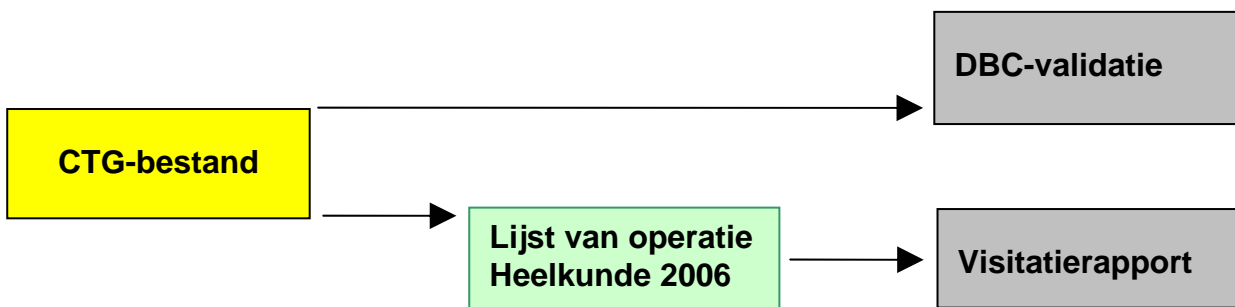 DBC-validatie
CTG-bestand
Lijst van operatie
Heelkunde 2006
Visitatierapport